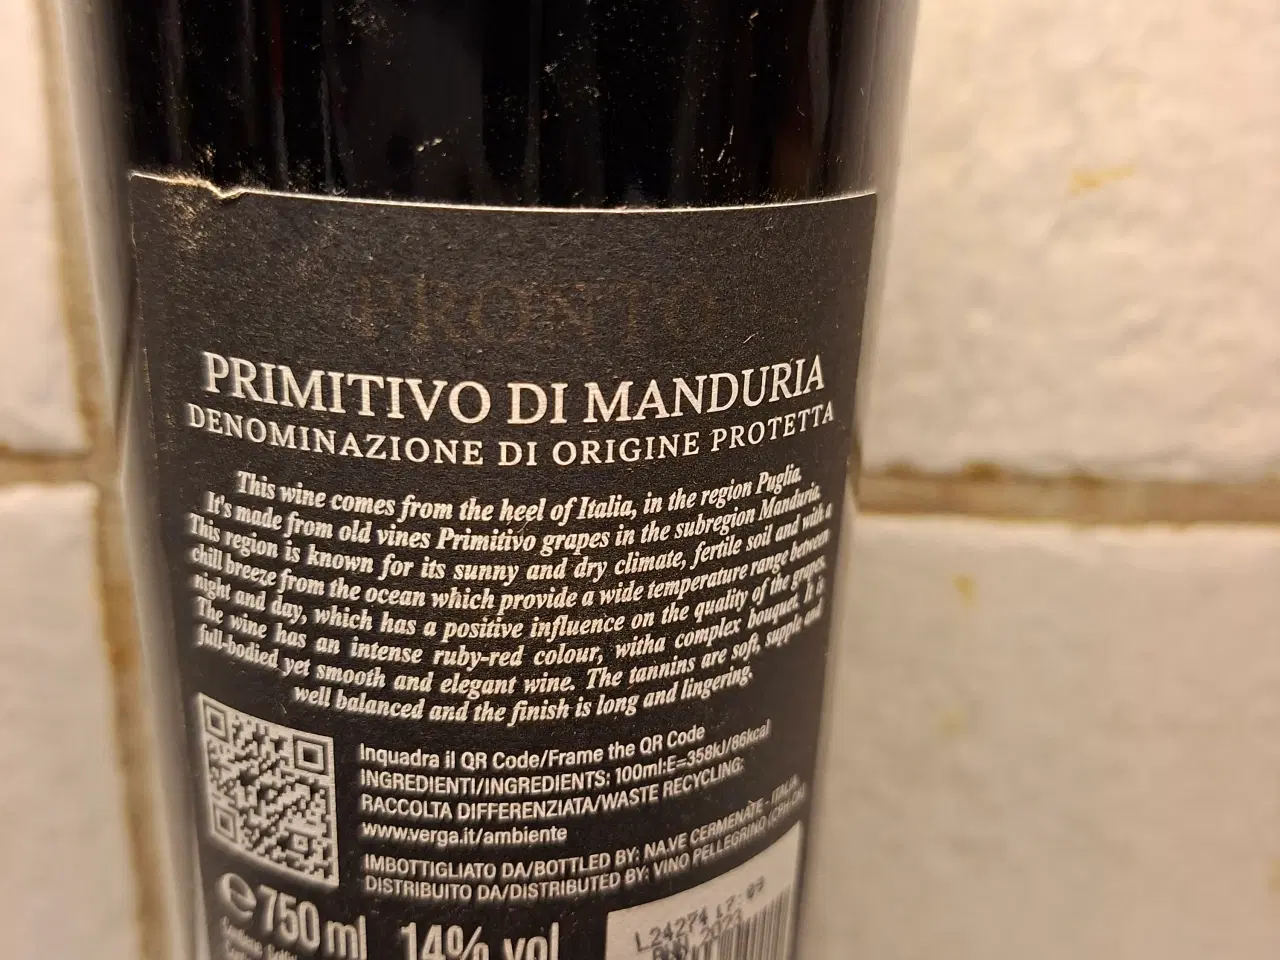 PRONTO
PRIMITIVO DI MANDURIA
DENOMINAZIONE DI ORIGINE PROTETTA
This wine comes from the heel of Italia, in the region Puglia.
It's made from old vines Primitivo grapes in the subregion Manduria.
This region is known for its sunny and dry climate, fertile soil and with a
chill breeze from the ocean which provide a wide temperature range between
night and day, which has a positive influence on the quality of the grapes.
The wine has an intense ruby-red colour, witha complex bouquet. It is
full-bodied yet smooth and elegant wine. The tannins are soft, supple and
well balanced and the finish is long and lingering.
Inquadra il QR Code/Frame the QR Code
INGREDIENTI/INGREDIENTS: 100ml:E=358kJ/86kcal
RACCOLTA DIFFERENZIATA/WASTE RECYCLING:
www.verga.it/ambiente
IMBOTTIGLIATO DA/BOTTLED BY: NA.VE CERMENATE - ITALIA
DISTRIBUITO DA/DISTRIBUTED BY: VINO PELLEGRINO
℮750 ml 14% vol
L24274 17:09
2023